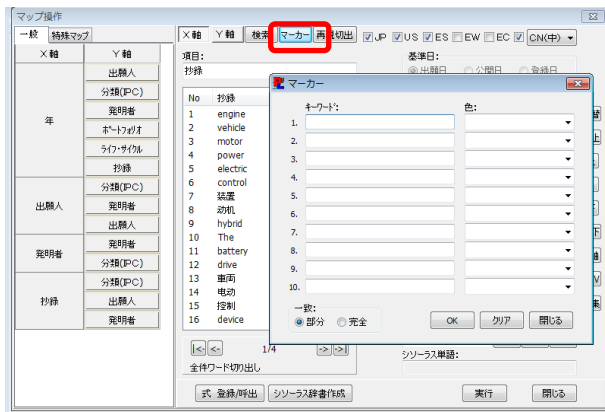 マップ操作
一般 特殊マップ
X軸 Y軸
年
出願人
分類(IPC)
発明者
ポートフォリオ
ライフ・サイクル
抄録
出願人
分類(IPC)
発明者
出願人
発明者
発明者
分類(IPC)
抄録
分類(IPC)
出願人
発明者
X軸 Y軸 検索 マーカー 切出 JP US ES EW EC CN(中)
項目: 基準日:
抄録 出願日 公開日 登録日
No 抄録
1 engine
2 vehicle
3 motor
4 power
5 electric
6 control
7 装置
8 动机
9 hybrid
10 The
11 battery
12 drive
13 車両
14 电动
15 控制
16 device
|<- <- 1/4 -> ->|
全件ワード切り出し
式 登録/呼出 シソーラス辞書作成
マーカー
キーワード: 色:
1.
2.
3.
4.
5.
6.
7.
8.
9.
10.
一致:
部分 完全 OK クリア 閉じる
シソーラス単語:
実行 閉じる